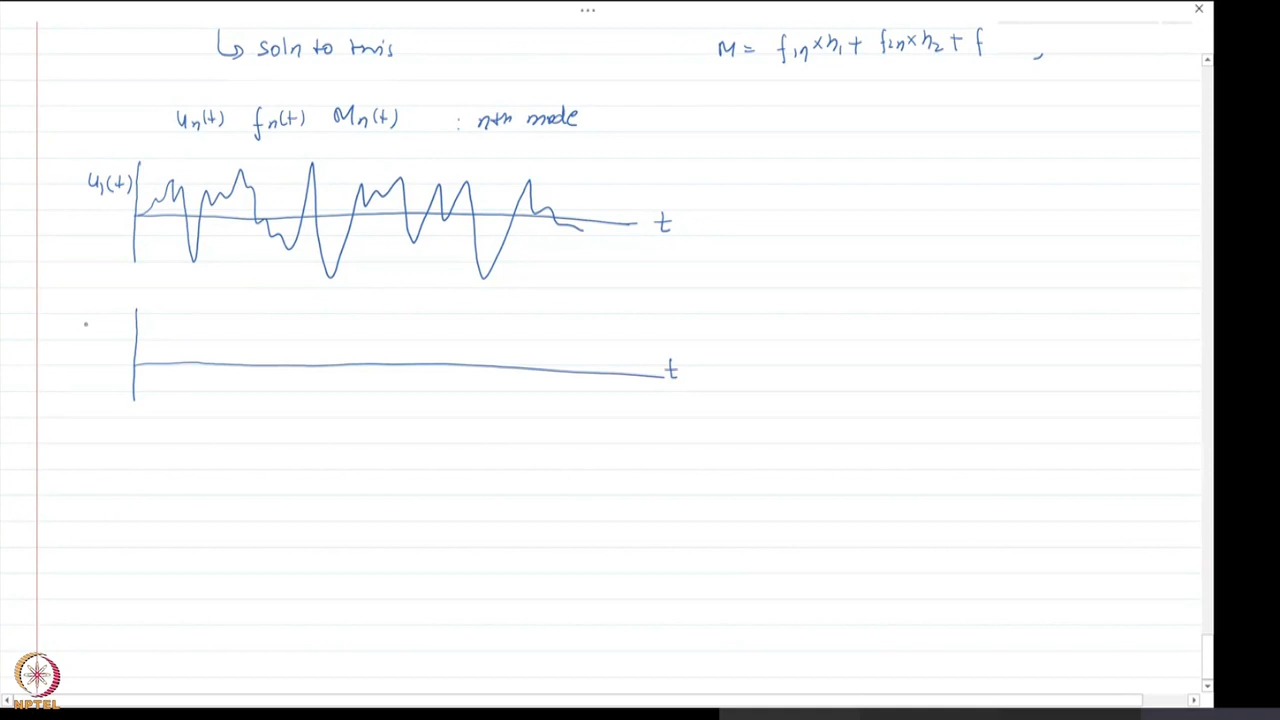 ↳ soln to this
M = f₁ₙ×h₁ + f₂ₙ×h₂ + f ,
uₙ(t) fₙ(t) Mₙ(t) : nth mode
u₁(t)
t
t
NPTEL